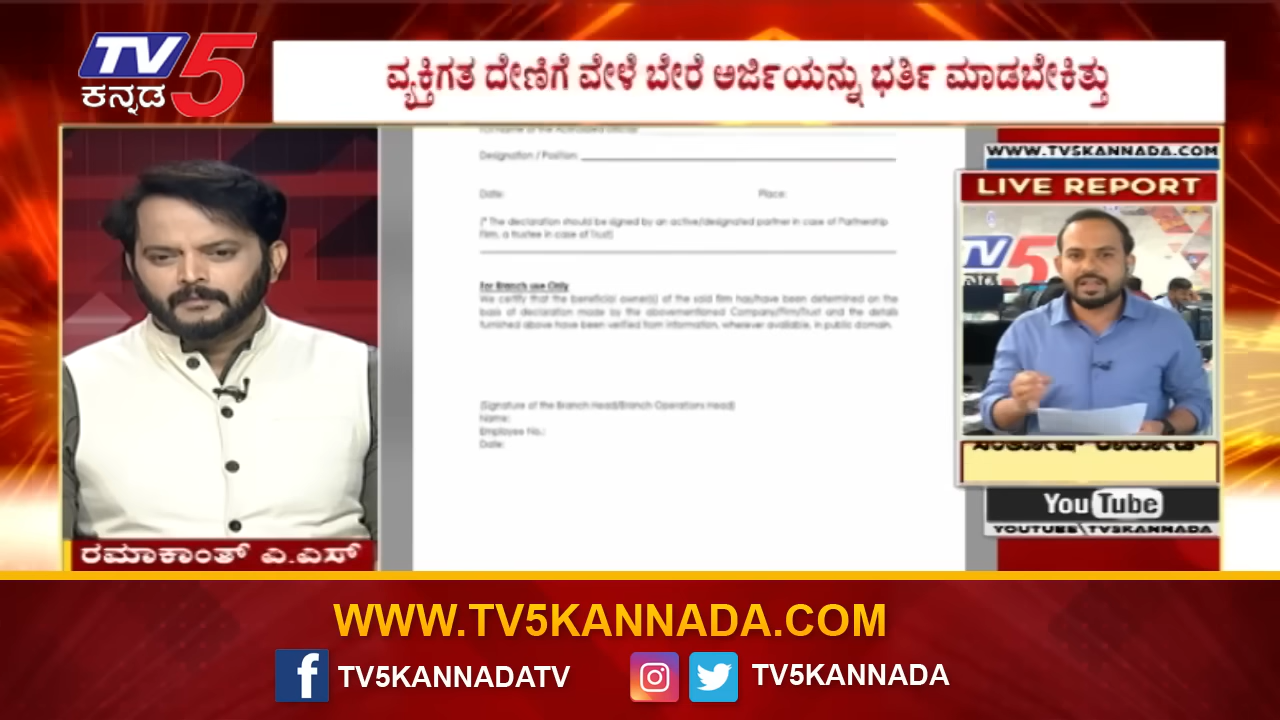 TV5
ಕನ್ನಡ
ವ್ಯಕ್ತಿಗತ ದೇಣಿಗೆ ವೇಳೆ ಬೇರೆ ಅರ್ಜಿಯನ್ನು ಭರ್ತಿ ಮಾಡಬೇಕಿತ್ತು
Designation / Position:
Date: Place:
(* The declaration should be signed by an active/designated partner in case of Partnership
Firm, a trustee in case of Trust)
For Branch use Only
We certify that the beneficial owner(s) of the said firm has/have been determined on the
basis of declaration made by the abovementioned Company/Firm/Trust and the details
furnished above have been verified from information, wherever available, in public domain.
(Signature of the Branch Head/Branch Operations Head)
Name:
Employee No.:
Date:
WWW.TV5KANNADA.COM
LIVE REPORT
TV5
YouTube
YOUTUBE\TV5KANNADA
ರಮಾಕಾಂತ್ ಎ.ಎಸ್
WWW.TV5KANNADA.COM
TV5KANNADATV
TV5KANNADA